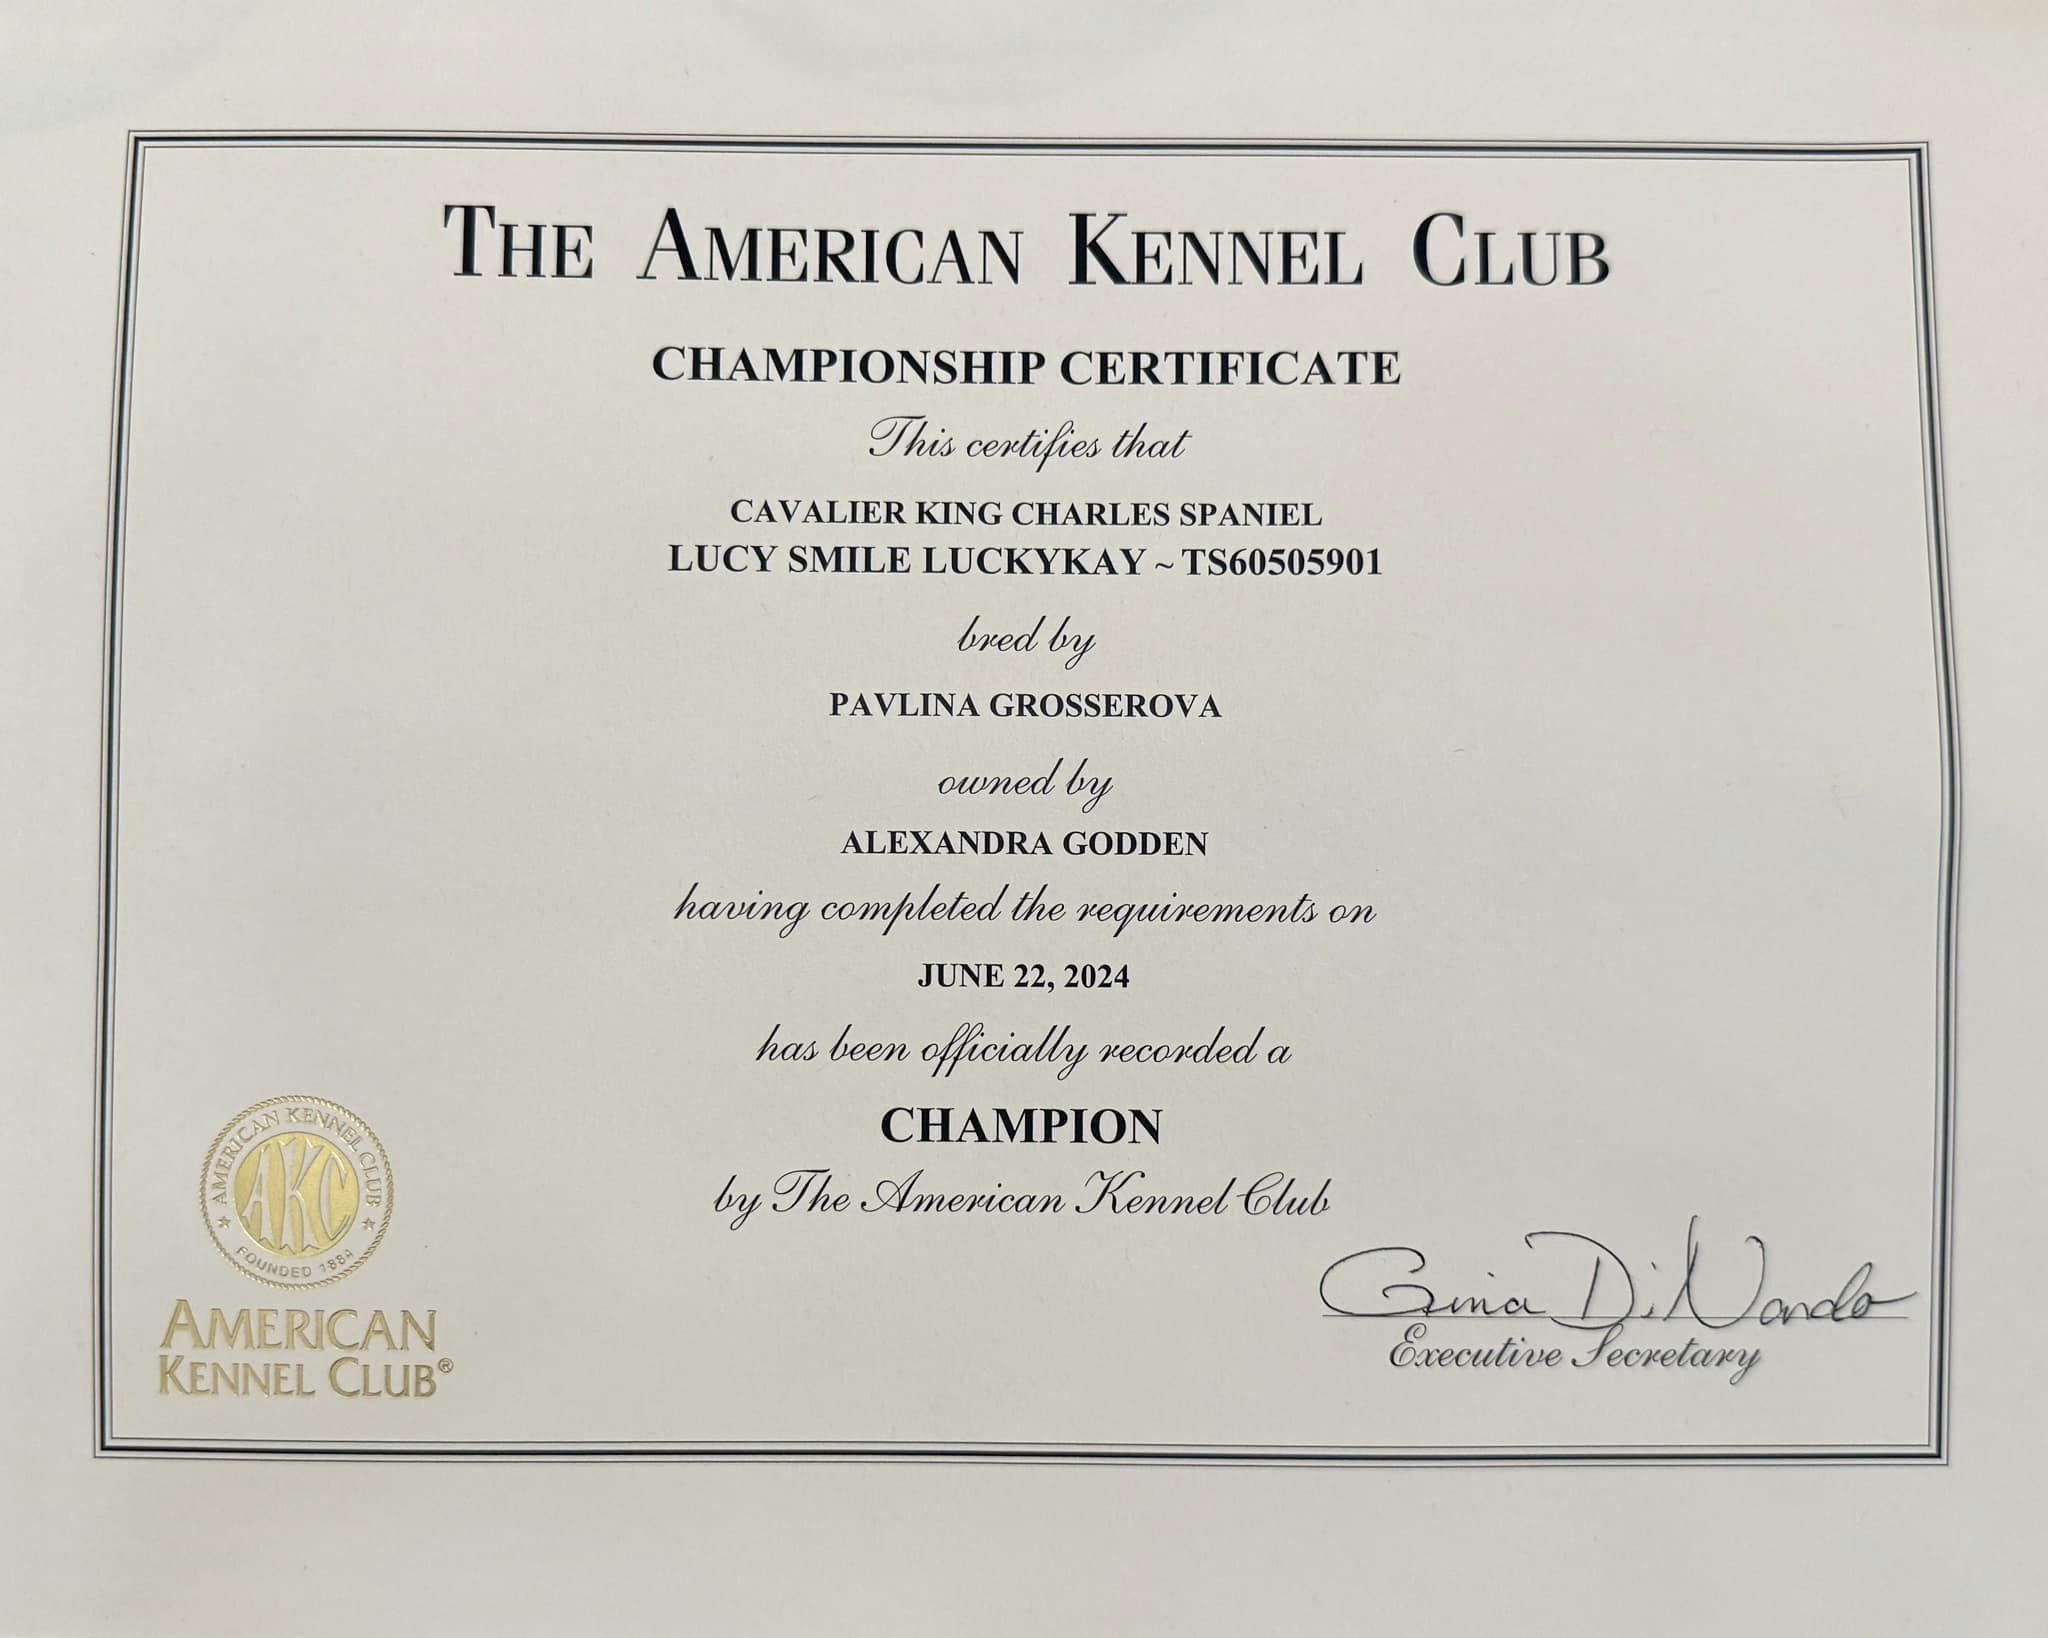 THE AMERICAN KENNEL CLUB
CHAMPIONSHIP CERTIFICATE
This certifies that
CAVALIER KING CHARLES SPANIEL
LUCY SMILE LUCKYKAY ~ TS60505901
bred by
PAVLINA GROSSEROVA
owned by
ALEXANDRA GODDEN
having completed the requirements on
JUNE 22, 2024
has been officially recorded a
CHAMPION
by The American Kennel Club
AMERICAN KENNEL CLUB
AKC
FOUNDED 1884
AMERICAN
KENNEL CLUB®
Gina DiNardo
Executive Secretary